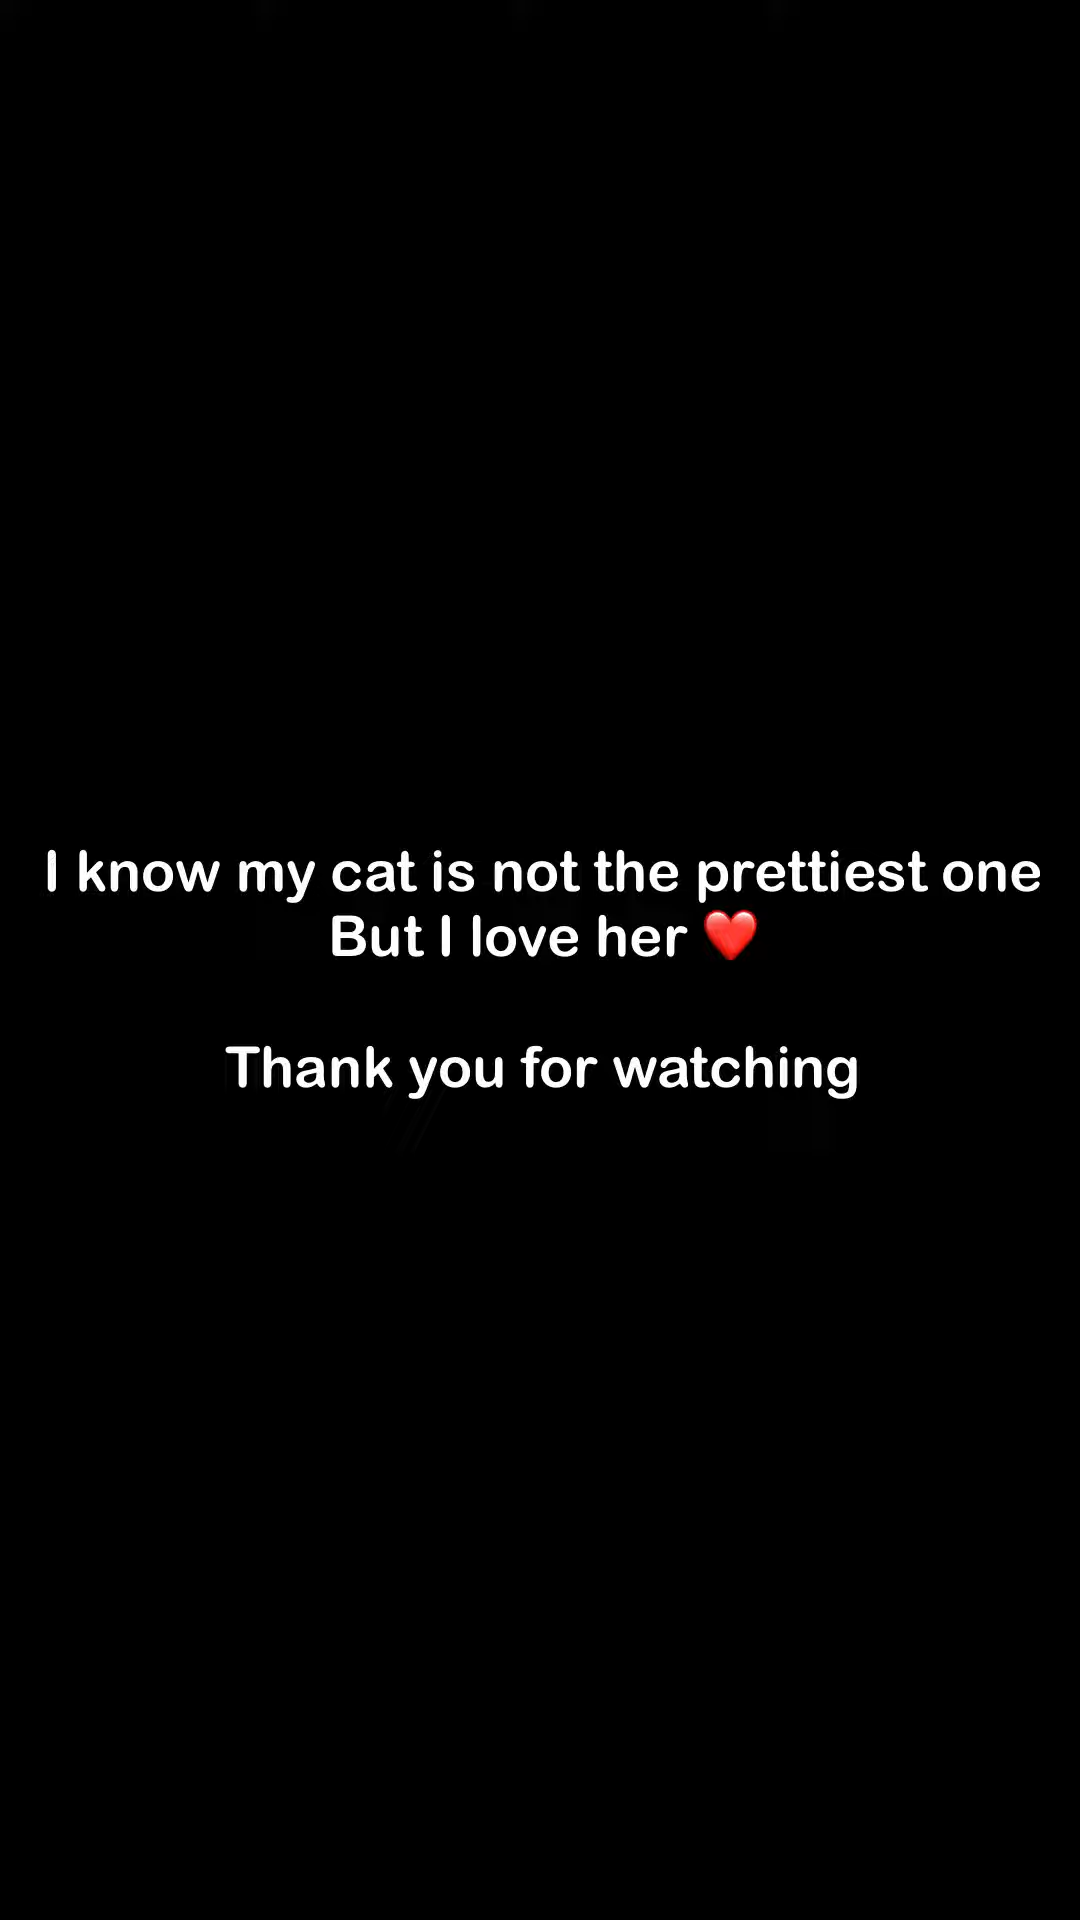 I know my cat is not the prettiest one
But I love her ❤️
Thank you for watching